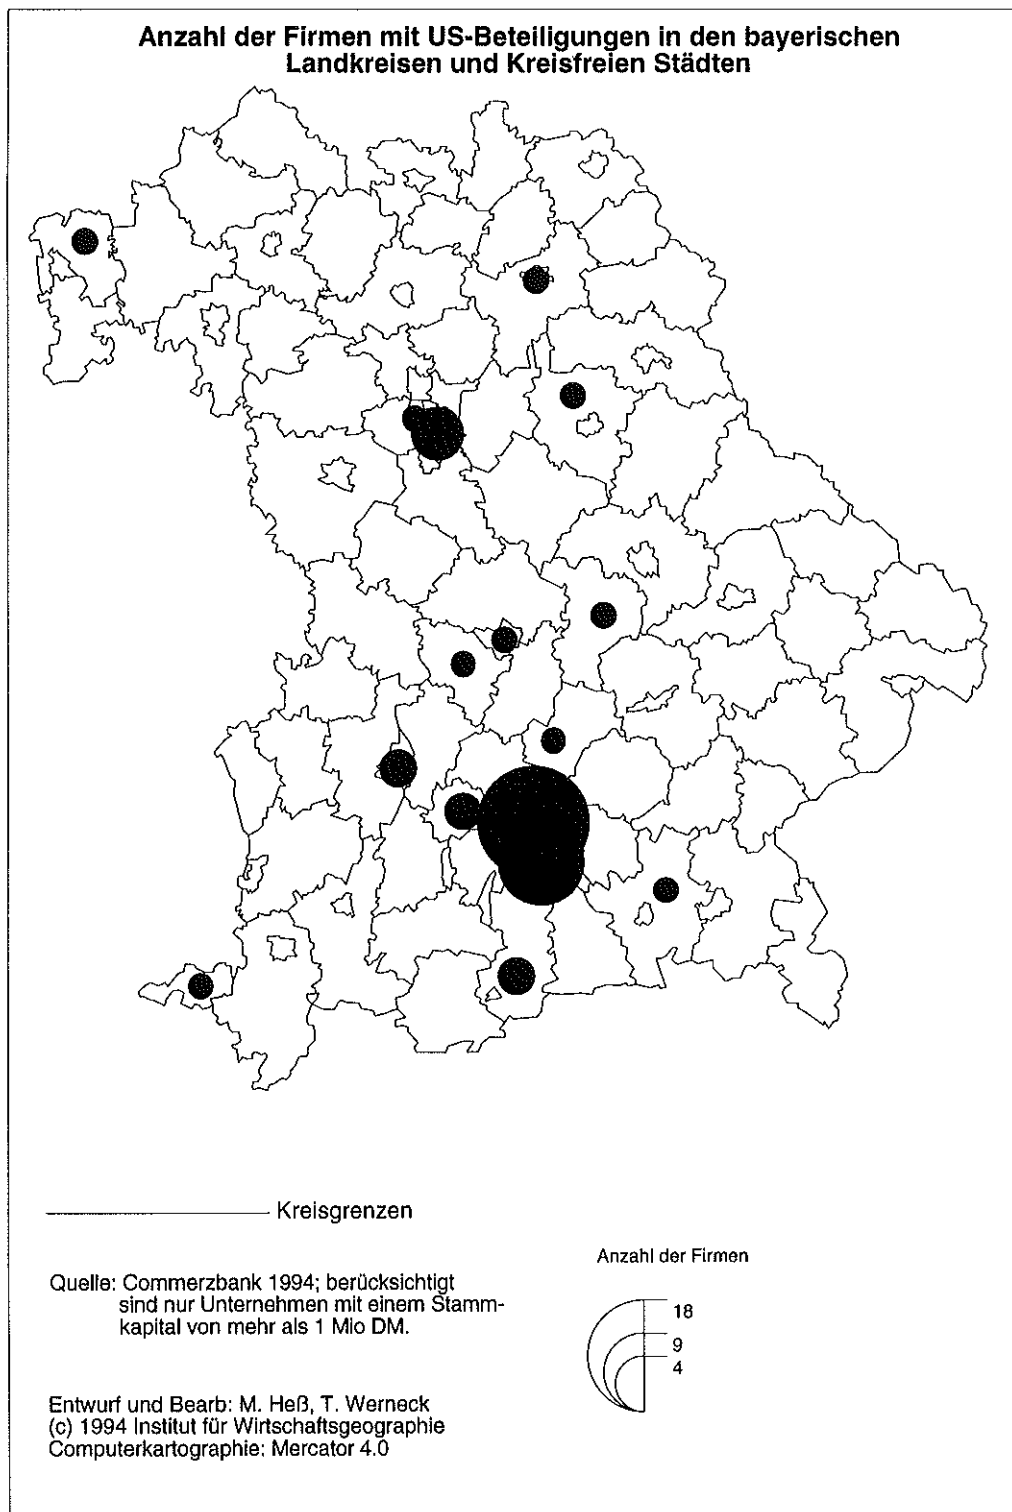 Anzahl der Firmen mit US-Beteiligungen in den bayerischen
Landkreisen und Kreisfreien Städten
Kreisgrenzen
Quelle: Commerzbank 1994; berücksichtigt
sind nur Unternehmen mit einem Stamm-
kapital von mehr als 1 Mio DM.
Anzahl der Firmen
18
9
4
Entwurf und Bearb: M. Heß, T. Werneck
(c) 1994 Institut für Wirtschaftsgeographie
Computerkartographie: Mercator 4.0